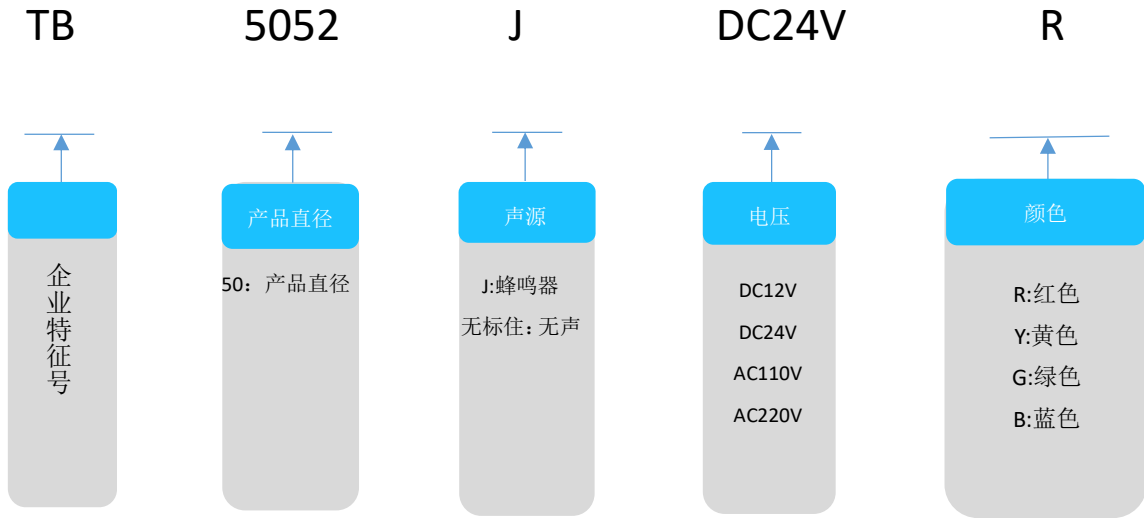 TB 5052 J DC24V R
企业特征号
产品直径
50：产品直径
声源
J:蜂鸣器
无标住：无声
电压
DC12V
DC24V
AC110V
AC220V
颜色
R:红色
Y:黄色
G:绿色
B:蓝色